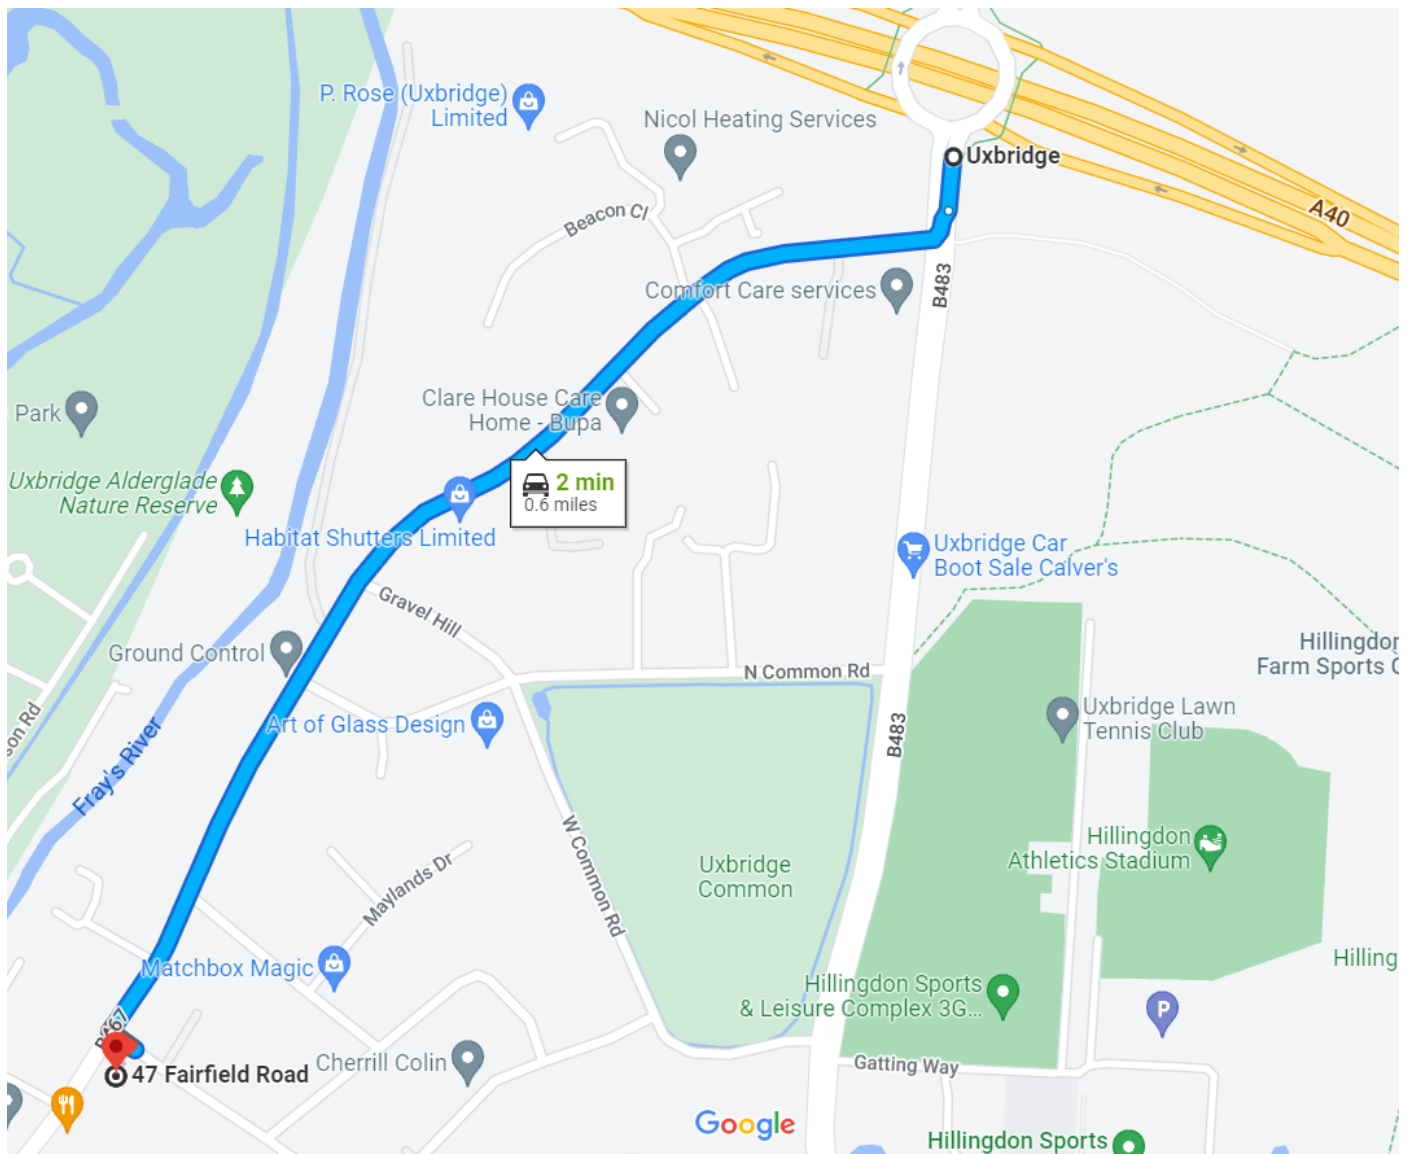 P. Rose (Uxbridge)
Limited
Nicol Heating Services
Uxbridge
A40
Beacon Cl
Comfort Care services
B483
Clare House Care
Home - Bupa
Park
2 min
0.6 miles
Uxbridge Alderglade
Nature Reserve
Habitat Shutters Limited
Uxbridge Car
Boot Sale Calver's
Gravel Hill
Ground Control
N Common Rd
Hillingdon
Farm Sports C
Art of Glass Design
Uxbridge Lawn
Tennis Club
son Rd
B483
Fray's River
W Common Rd
Maylands Dr
Uxbridge
Common
Hillingdon
Athletics Stadium
Matchbox Magic
Hilling
Hillingdon Sports
& Leisure Complex 3G...
P
B467
47 Fairfield Road
Cherrill Colin
Gatting Way
Google
Hillingdon Sports